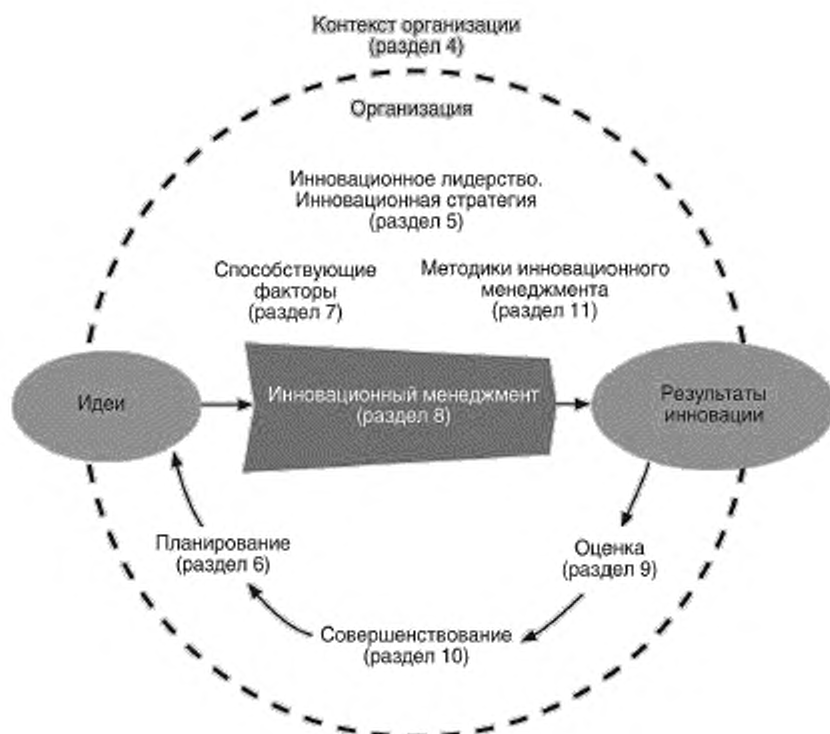 Контекст организации
(раздел 4)
Организация
Инновационное лидерство.
Инновационная стратегия
(раздел 5)
Способствующие
факторы
(раздел 7)
Методики инновационного
менеджмента
(раздел 11)
Идеи
Инновационный менеджмент
(раздел 8)
Результаты
инновации
Планирование
(раздел 6)
Оценка
(раздел 9)
Совершенствование
(раздел 10)